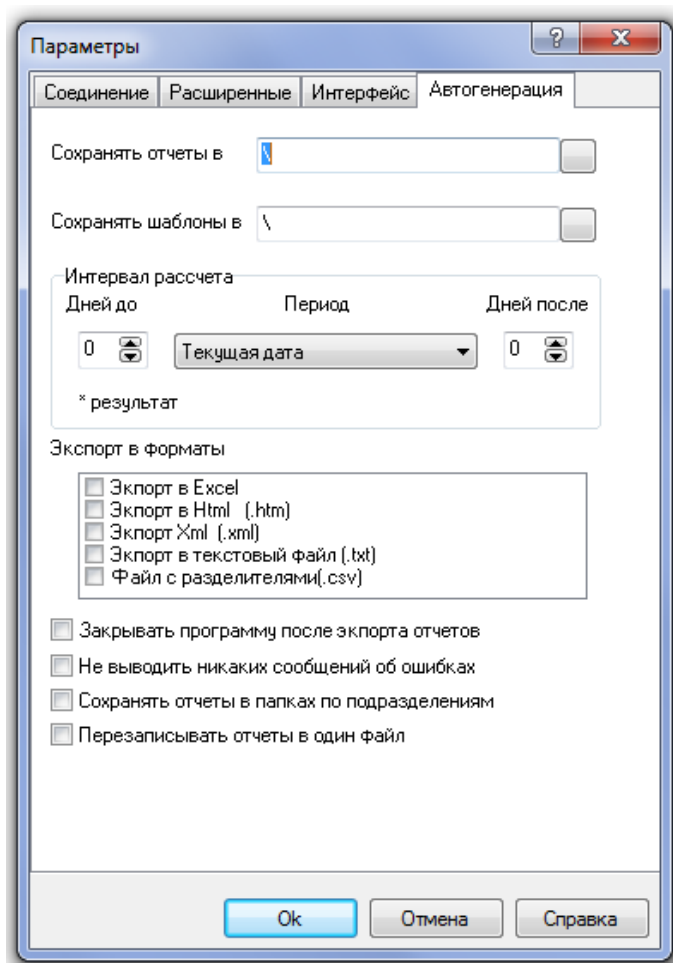 Параметры
?
Соединение Расширенные Интерфейс Автогенерация
Сохранять отчеты в \
Сохранять шаблоны в \
Интервал рассчета
Дней до Период Дней после
0 Текущая дата 0
* результат
Экспорт в форматы
Экпорт в Excel
Экпорт в Html (.htm)
Экпорт Xml (.xml)
Экпорт в текстовый файл (.txt)
Файл с разделителями(.csv)
Закрывать программу после экпорта отчетов
Не выводить никаких сообщений об ошибках
Сохранять отчеты в папках по подразделениям
Перезаписывать отчеты в один файл
Ok Отмена Справка